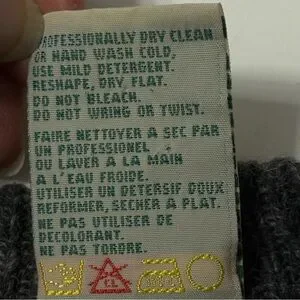 PROFESSIONALLY DRY CLEAN
OR HAND WASH COLD,
USE MILD DETERGENT.
RESHAPE, DRY FLAT.
DO NOT BLEACH.
DO NOT WRING OR TWIST.
FAIRE NETTOYER A SEC PAR
UN PROFESSIONEL
OU LAVER A LA MAIN
A L'EAU FROIDE.
UTILISER UN DETERSIF DOUX
REFORMER, SECHER A PLAT.
NE PAS UTILISER DE
DECOLORANT.
NE PAS TORDRE.
CL